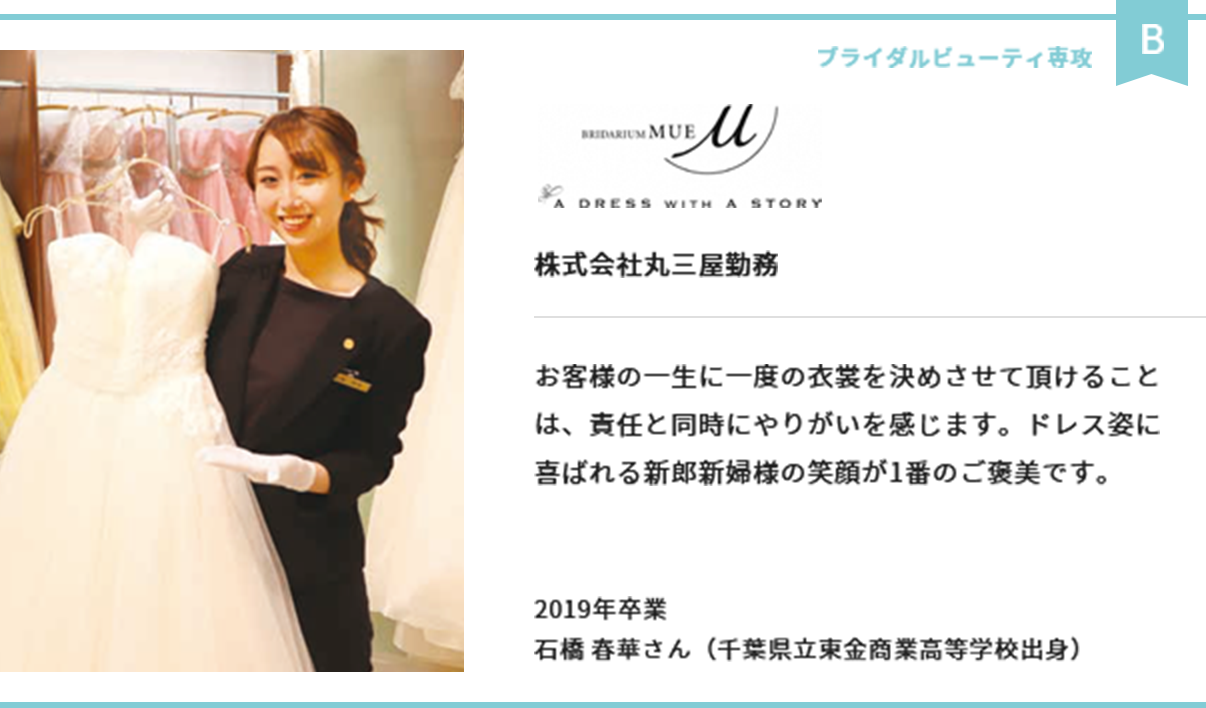 B
ブライダルビューティ専攻
BRIDARIUM MUE
A DRESS WITH A STORY
株式会社丸三屋勤務
お客様の一生に一度の衣裳を決めさせて頂けること
は、責任と同時にやりがいを感じます。ドレス姿に
喜ばれる新郎新婦様の笑顔が1番のご褒美です。
2019年卒業
石橋 春華さん（千葉県立東金商業高等学校出身）